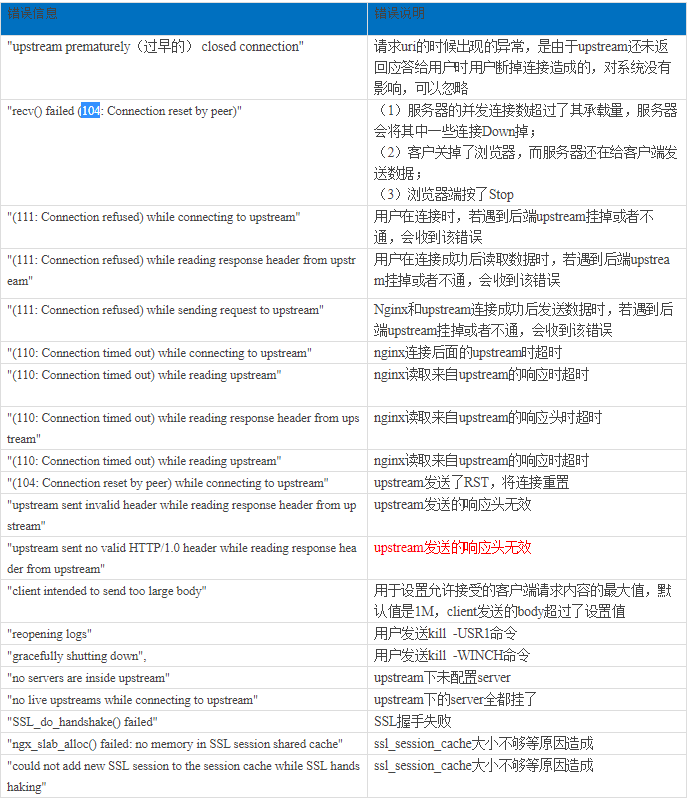 错误信息 错误说明
"upstream prematurely（过早的） closed connection" 请求uri的时候出现的异常，是由于upstream还未返
回应答给用户时用户断掉连接造成的，对系统没有
影响，可以忽略
"recv() failed (104: Connection reset by peer)" （1）服务器的并发连接数超过了其承载量，服务器
会将其中一些连接Down掉；
（2）客户关掉了浏览器，而服务器还在给客户端发
送数据；
（3）浏览器端按了Stop
"(111: Connection refused) while connecting to upstream" 用户在连接时，若遇到后端upstream挂掉或者不
通，会收到该错误
"(111: Connection refused) while reading response header from upstr 用户在连接成功后读取数据时，若遇到后端upstrea
eam" m挂掉或者不通，会收到该错误
"(111: Connection refused) while sending request to upstream" Nginx和upstream连接成功后发送数据时，若遇到后
端upstream挂掉或者不通，会收到该错误
"(110: Connection timed out) while connecting to upstream" nginx连接后面的upstream时超时
"(110: Connection timed out) while reading upstream" nginx读取来自upstream的响应时超时
"(110: Connection timed out) while reading response header from ups nginx读取来自upstream的响应头时超时
tream"
"(110: Connection timed out) while reading upstream" nginx读取来自upstream的响应时超时
"(104: Connection reset by peer) while connecting to upstream" upstream发送了RST，将连接重置
"upstream sent invalid header while reading response header from up upstream发送的响应头无效
stream"
"upstream sent no valid HTTP/1.0 header while reading response hea upstream发送的响应头无效
der from upstream"
"client intended to send too large body" 用于设置允许接受的客户端请求内容的最大值，默
认值是1M，client发送的body超过了设置值
"reopening logs" 用户发送kill -USR1命令
"gracefully shutting down", 用户发送kill -WINCH命令
"no servers are inside upstream" upstream下未配置server
"no live upstreams while connecting to upstream" upstream下的server全都挂了
"SSL_do_handshake() failed" SSL握手失败
"ngx_slab_alloc() failed: no memory in SSL session shared cache" ssl_session_cache大小不够等原因造成
"could not add new SSL session to the session cache while SSL hands ssl_session_cache大小不够等原因造成
haking"